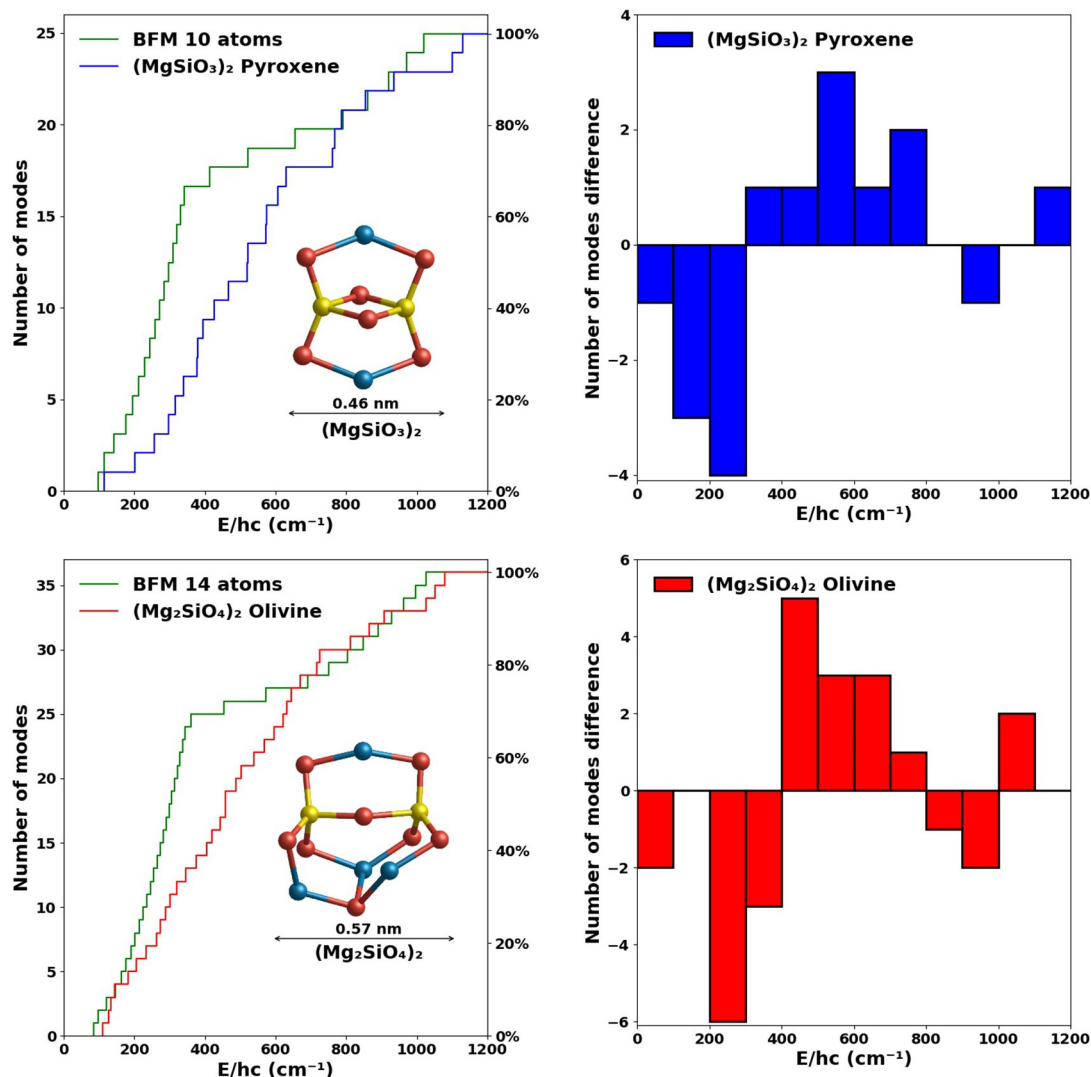 BFM 10 atoms
(MgSiO₃)₂ Pyroxene
Number of modes
25
20
15
10
5
0
100%
80%
60%
40%
20%
0%
0.46 nm
(MgSiO₃)₂
0 200 400 600 800 1000 1200
E/hc (cm⁻¹)
(MgSiO₃)₂ Pyroxene
Number of modes difference
4
2
0
−2
−4
0 200 400 600 800 1000 1200
E/hc (cm⁻¹)
BFM 14 atoms
(Mg₂SiO₄)₂ Olivine
Number of modes
35
30
25
20
15
10
5
0
100%
80%
60%
40%
20%
0%
0.57 nm
(Mg₂SiO₄)₂
0 200 400 600 800 1000 1200
E/hc (cm⁻¹)
(Mg₂SiO₄)₂ Olivine
Number of modes difference
6
4
2
0
−2
−4
−6
0 200 400 600 800 1000 1200
E/hc (cm⁻¹)